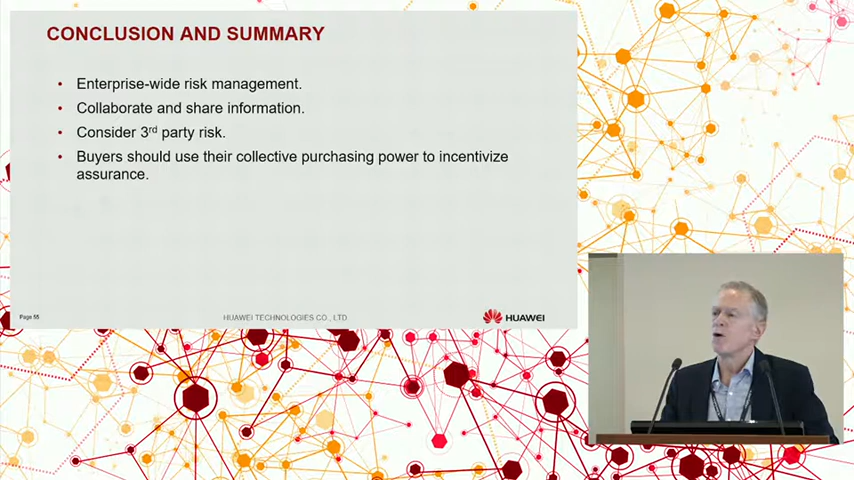 CONCLUSION AND SUMMARY
• Enterprise-wide risk management.
• Collaborate and share information.
• Consider 3rd party risk.
• Buyers should use their collective purchasing power to incentivize
assurance.
Page 55
HUAWEI TECHNOLOGIES CO., LTD
HUAWEI